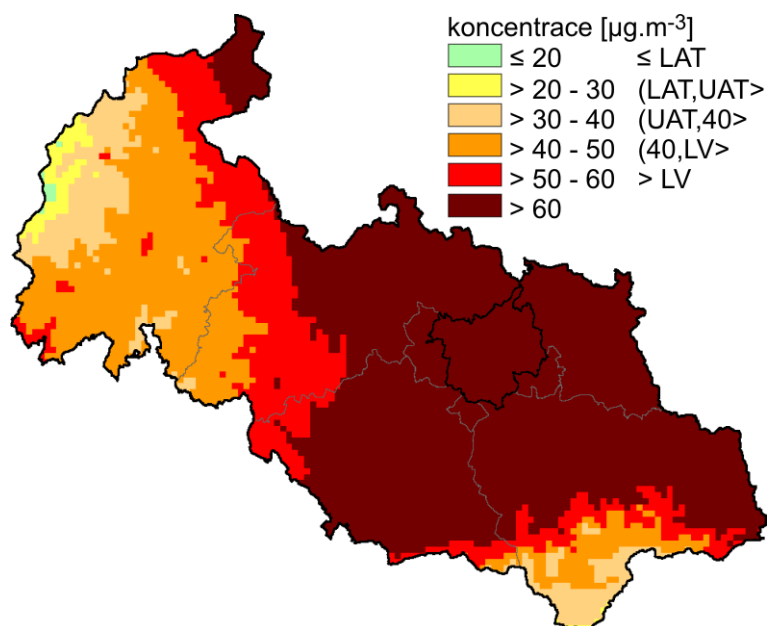 koncentrace [µg.m-3]
≤ 20 ≤ LAT
> 20 - 30 (LAT,UAT>
> 30 - 40 (UAT,40>
> 40 - 50 (40,LV>
> 50 - 60 > LV
> 60